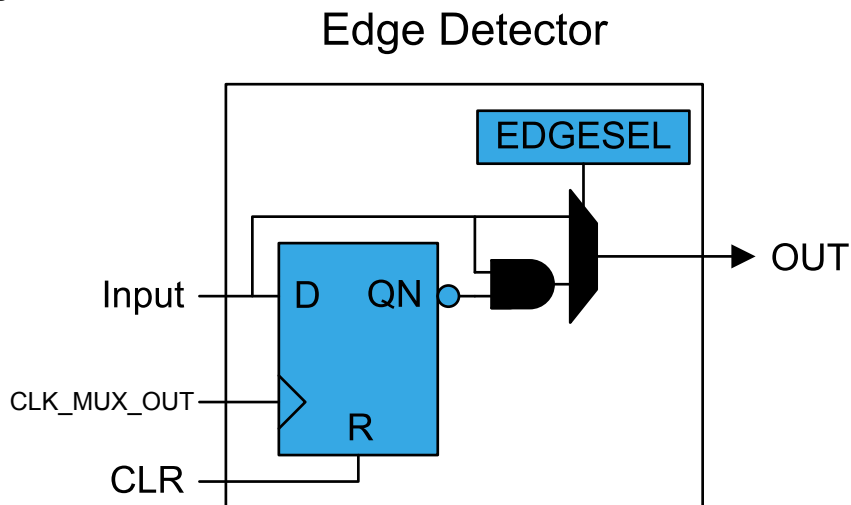 Edge Detector
EDGESEL
OUT
Input
D
QN
CLK_MUX_OUT
R
CLR